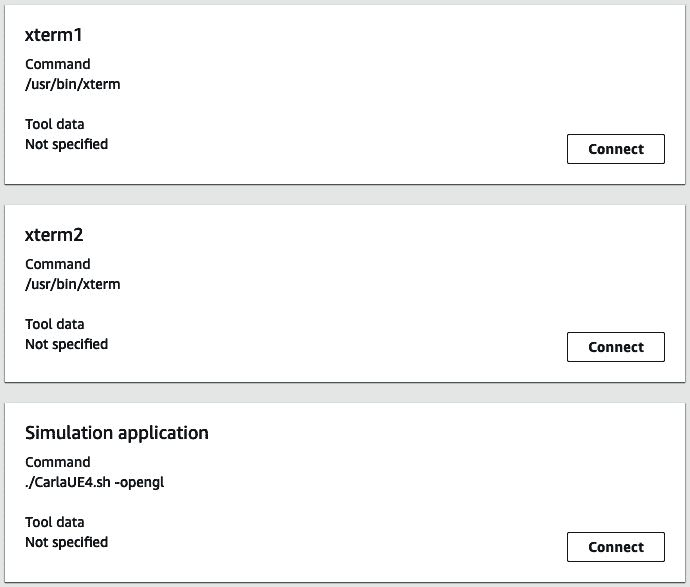 xterm1
Command
/usr/bin/xterm
Tool data
Not specified
Connect
xterm2
Command
/usr/bin/xterm
Tool data
Not specified
Connect
Simulation application
Command
./CarlaUE4.sh -opengl
Tool data
Not specified
Connect